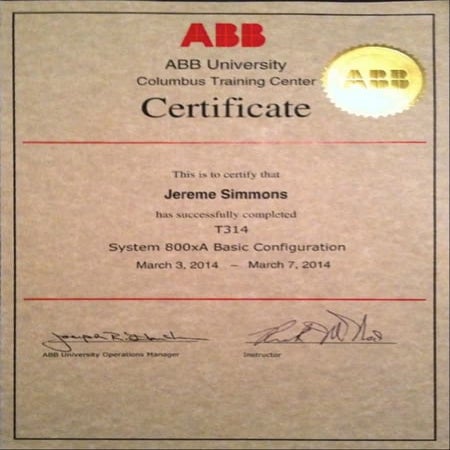 ABB
ABB University
Columbus Training Center
ABB
Certificate
This is to certify that
Jereme Simmons
has successfully completed
T314
System 800xA Basic Configuration
March 3, 2014 – March 7, 2014
ABB University Operations Manager
Instructor